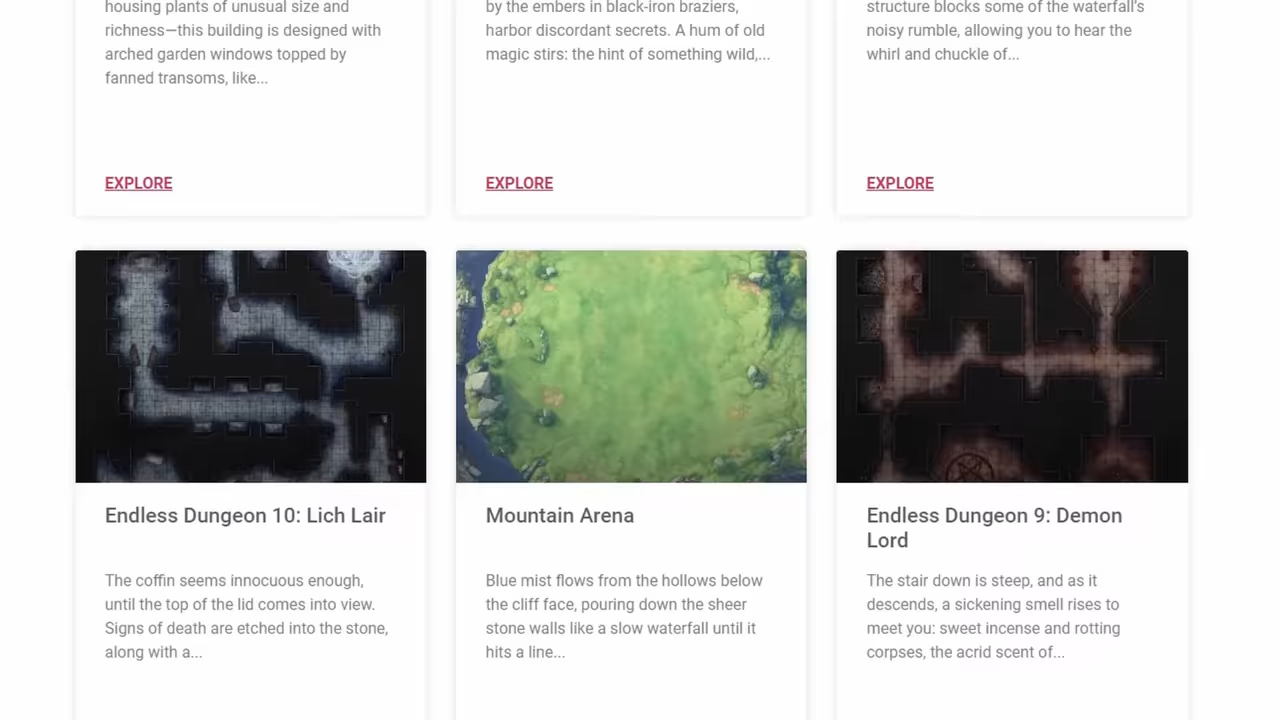 housing plants of unusual size and
richness—this building is designed with
arched garden windows topped by
fanned transoms, like...
EXPLORE
by the embers in black-iron braziers,
harbor discordant secrets. A hum of old
magic stirs: the hint of something wild,...
EXPLORE
structure blocks some of the waterfall's
noisy rumble, allowing you to hear the
whirl and chuckle of...
EXPLORE
Endless Dungeon 10: Lich Lair
The coffin seems innocuous enough,
until the top of the lid comes into view.
Signs of death are etched into the stone,
along with a...
Mountain Arena
Blue mist flows from the hollows below
the cliff face, pouring down the sheer
stone walls like a slow waterfall until it
hits a line...
Endless Dungeon 9: Demon
Lord
The stair down is steep, and as it
descends, a sickening smell rises to
meet you: sweet incense and rotting
corpses, the acrid scent of...